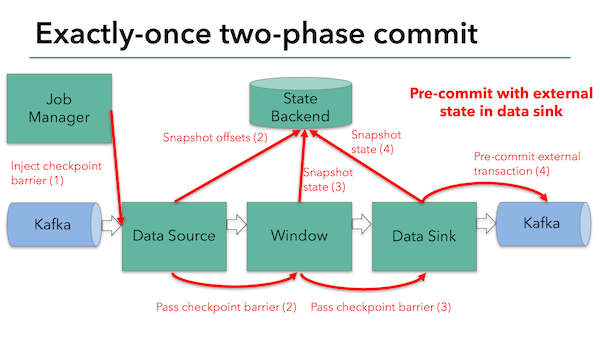 Exactly-once two-phase commit
Job
Manager
State
Backend
Pre-commit with external
state in data sink
Snapshot offsets (2)
Snapshot
state (4)
Inject checkpoint
barrier (1)
Snapshot
state (3)
Pre-commit external
transaction (4)
Kafka
Data Source
Window
Data Sink
Kafka
Pass checkpoint barrier (2)
Pass checkpoint barrier (3)